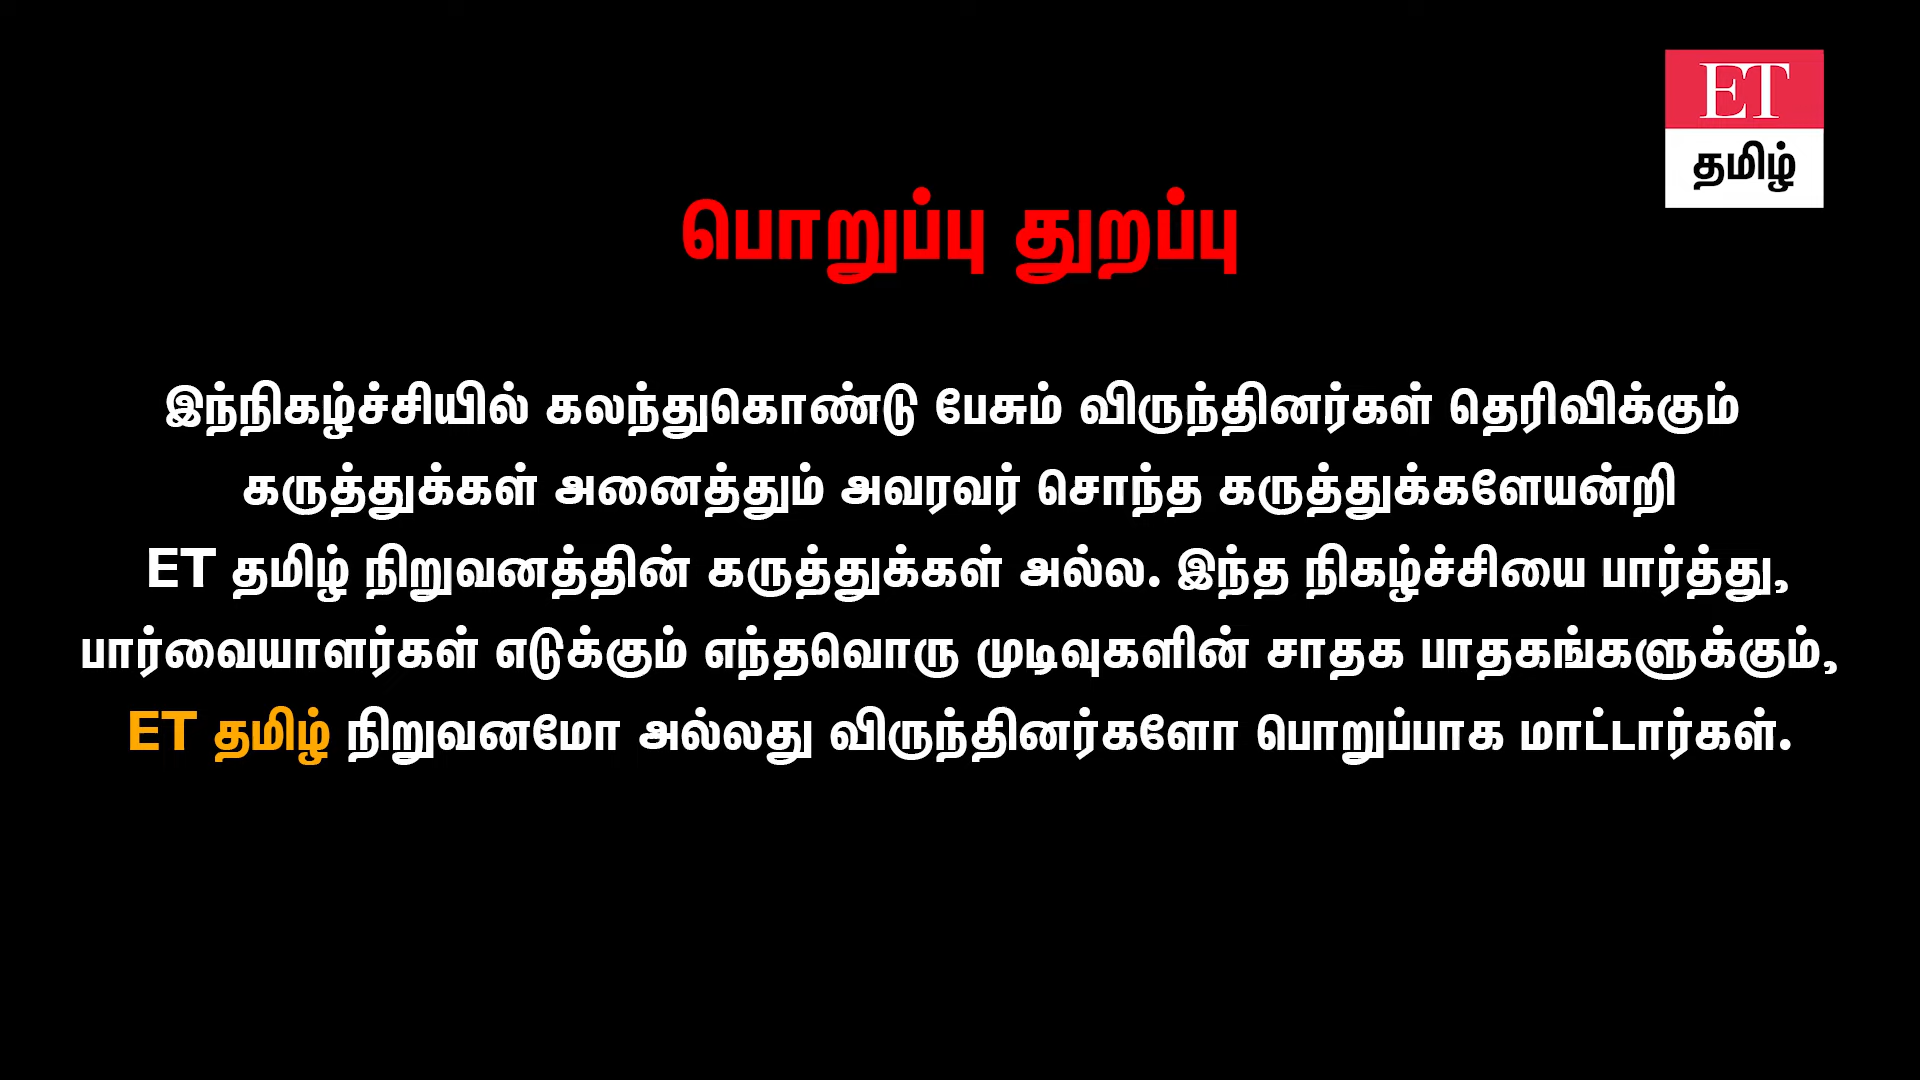 ET
தமிழ்
பொறுப்பு துறப்பு
இந்நிகழ்ச்சியில் கலந்துகொண்டு பேசும் விருந்தினர்கள் தெரிவிக்கும்
கருத்துக்கள் அனைத்தும் அவரவர் சொந்த கருத்துக்களேயன்றி
ET தமிழ் நிறுவனத்தின் கருத்துக்கள் அல்ல. இந்த நிகழ்ச்சியை பார்த்து,
பார்வையாளர்கள் எடுக்கும் எந்தவொரு முடிவுகளின் சாதக பாதகங்களுக்கும்,
ET தமிழ் நிறுவனமோ அல்லது விருந்தினர்களோ பொறுப்பாக மாட்டார்கள்.